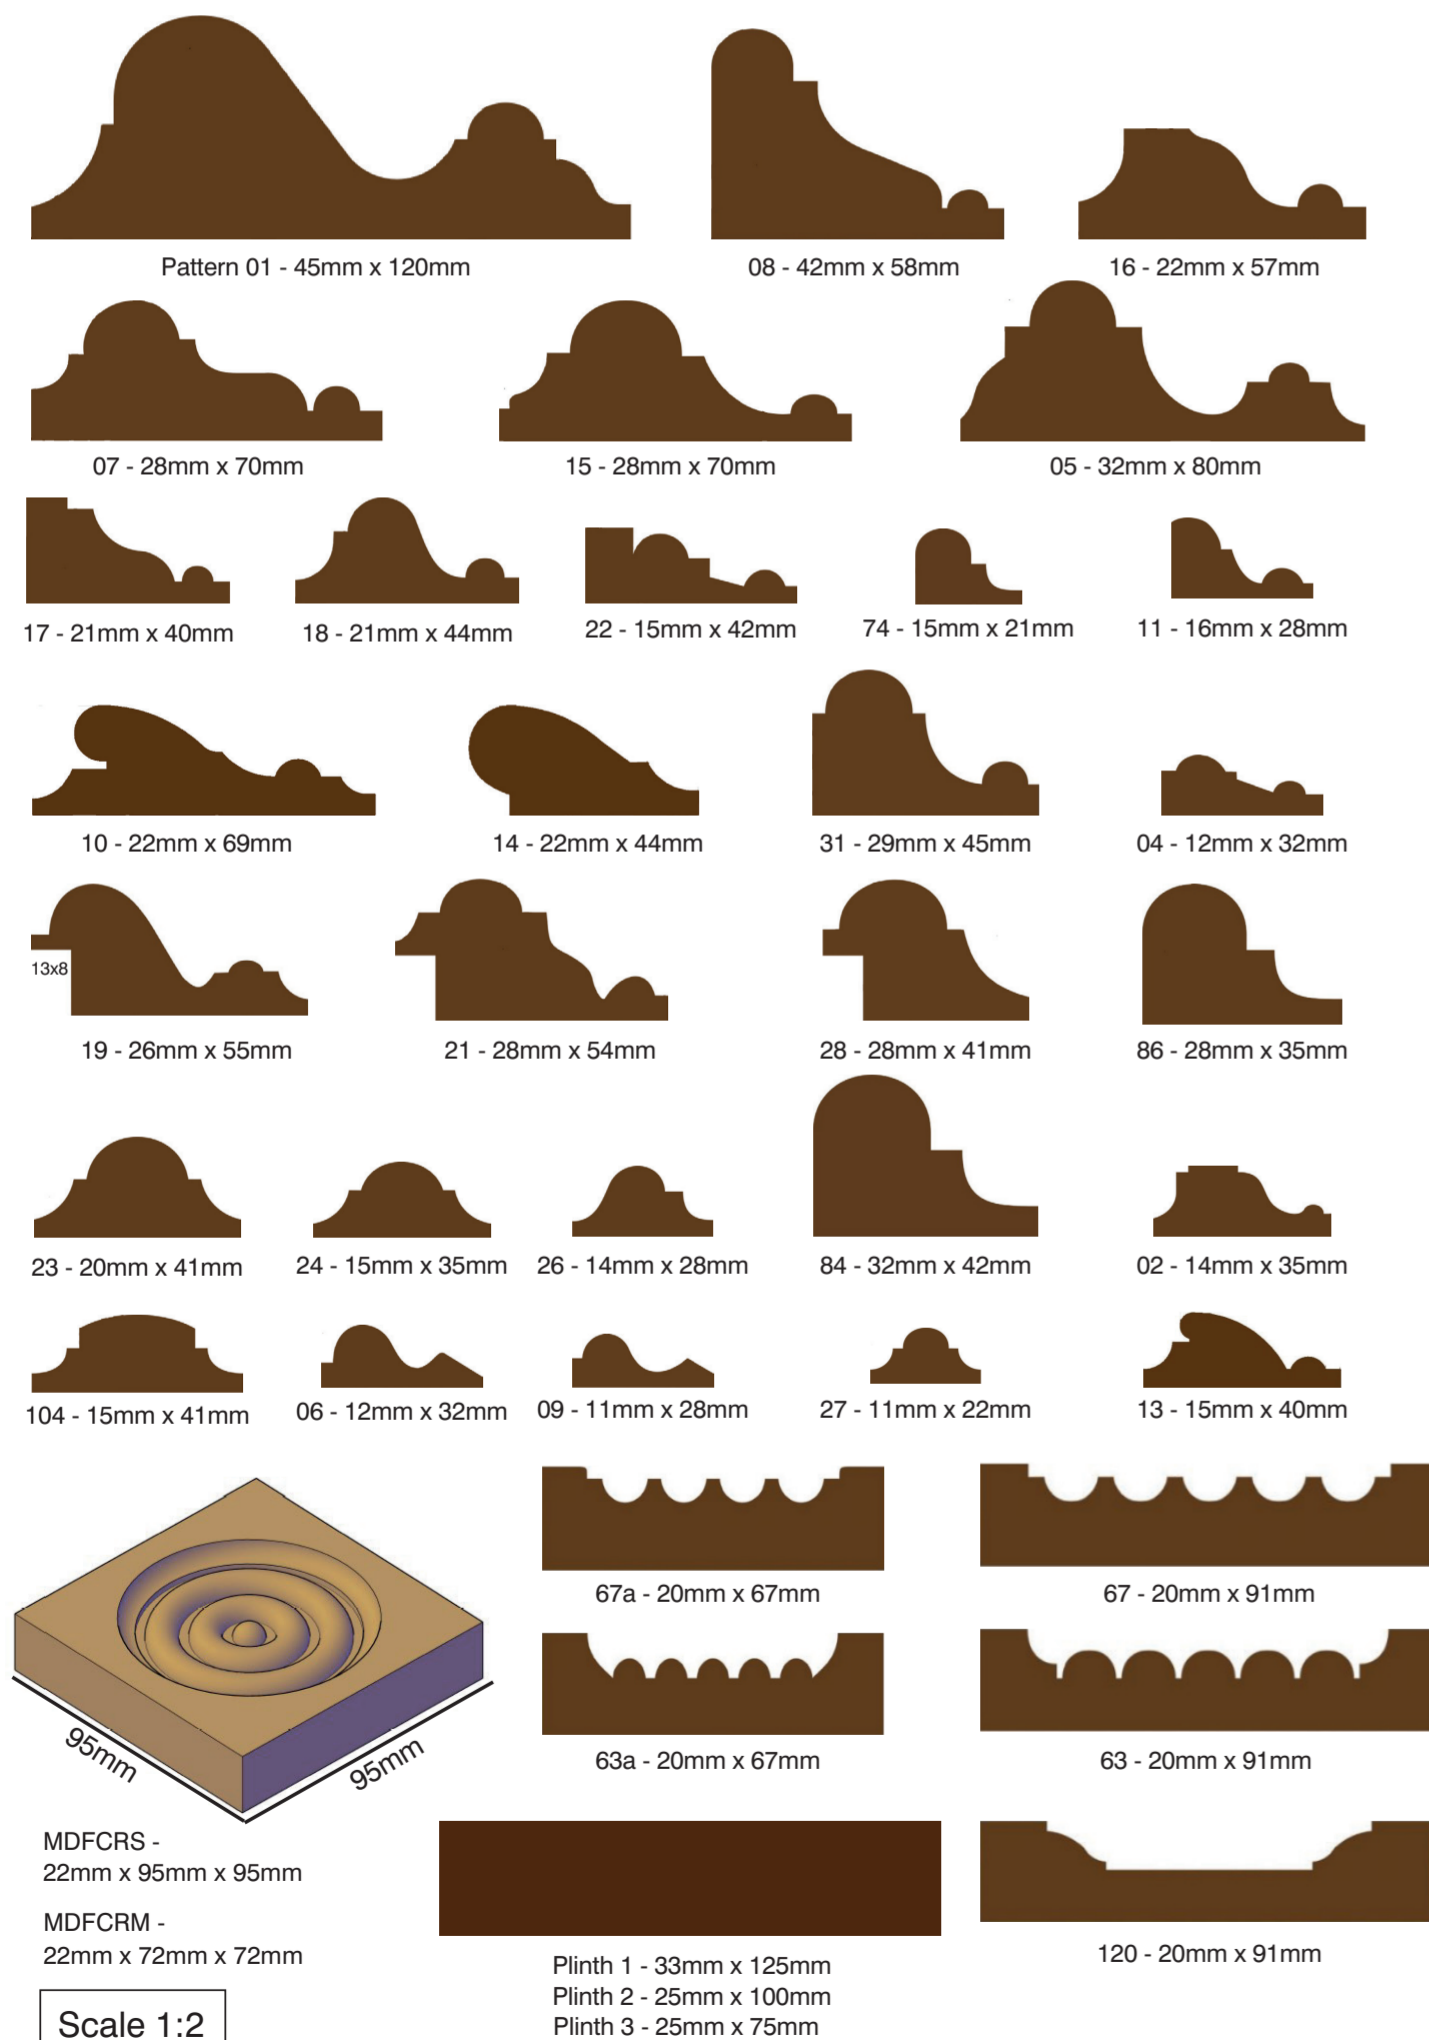 Pattern 01 - 45mm x 120mm
08 - 42mm x 58mm
16 - 22mm x 57mm
07 - 28mm x 70mm
15 - 28mm x 70mm
05 - 32mm x 80mm
17 - 21mm x 40mm
18 - 21mm x 44mm
22 - 15mm x 42mm
74 - 15mm x 21mm
11 - 16mm x 28mm
10 - 22mm x 69mm
14 - 22mm x 44mm
31 - 29mm x 45mm
04 - 12mm x 32mm
13x8
19 - 26mm x 55mm
21 - 28mm x 54mm
28 - 28mm x 41mm
86 - 28mm x 35mm
23 - 20mm x 41mm
24 - 15mm x 35mm
26 - 14mm x 28mm
84 - 32mm x 42mm
02 - 14mm x 35mm
104 - 15mm x 41mm
06 - 12mm x 32mm
09 - 11mm x 28mm
27 - 11mm x 22mm
13 - 15mm x 40mm
67a - 20mm x 67mm
67 - 20mm x 91mm
63a - 20mm x 67mm
63 - 20mm x 91mm
95mm
95mm
MDFCRS -
22mm x 95mm x 95mm
MDFCRM -
22mm x 72mm x 72mm
120 - 20mm x 91mm
Plinth 1 - 33mm x 125mm
Plinth 2 - 25mm x 100mm
Plinth 3 - 25mm x 75mm
Scale 1:2